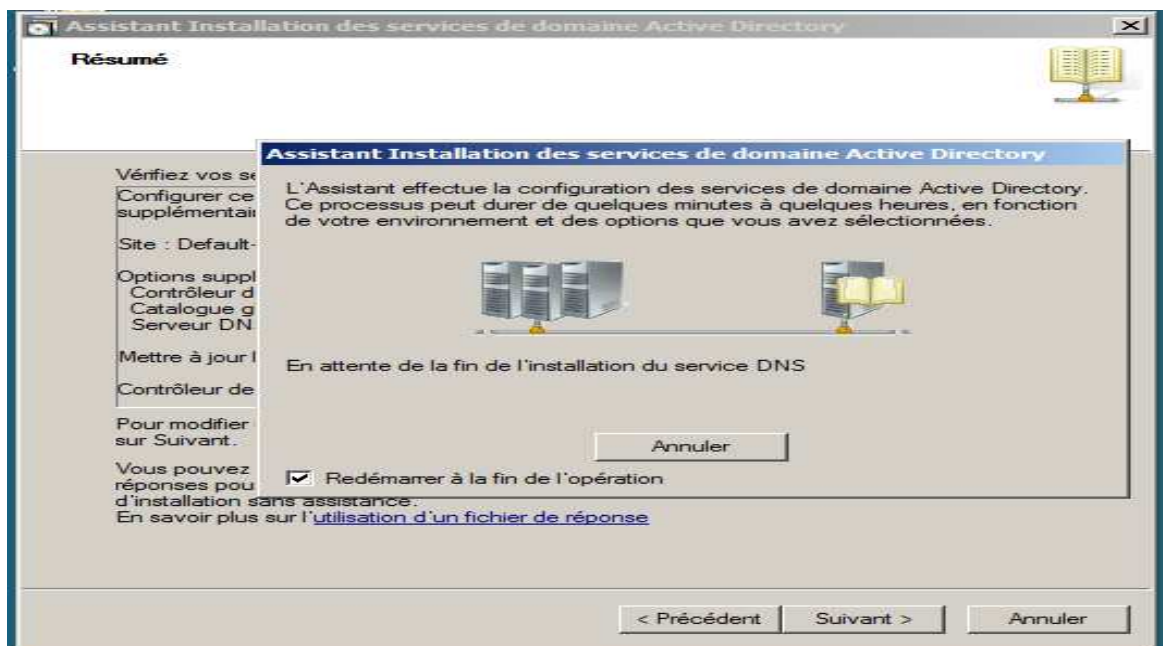 Assistant Installation des services de domaine Active Directory
Résumé
Assistant Installation des services de domaine Active Directory
L'Assistant effectue la configuration des services de domaine Active Directory.
Ce processus peut durer de quelques minutes à quelques heures, en fonction
de votre environnement et des options que vous avez sélectionnées.
En attente de la fin de l'installation du service DNS
Annuler
Redémarrer à la fin de l'opération
Vérifiez vos
Configurer ce
Site : Default-
Options
Contrôleur
Catalogue
Serveur
Mettre à jour
Contrôleur de
Pour modifier
sur Suivant.
Vous pouvez
réponses
d'installation sans assistance.
En savoir plus sur l'utilisation d'un fichier de réponse
< Précédent
Suivant >
Annuler